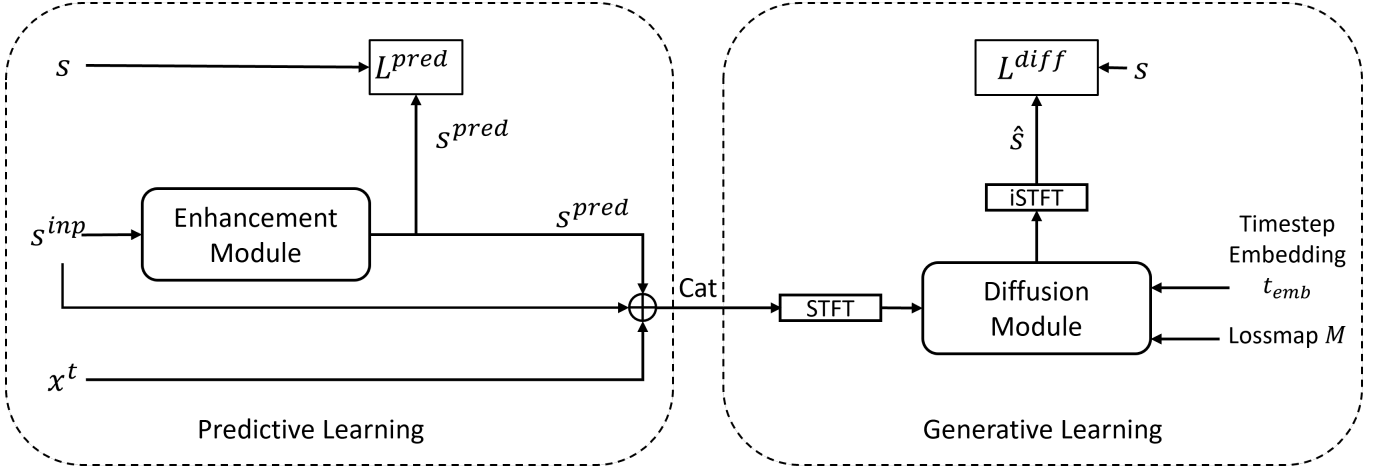 s
L^{pred}
s^{pred}
s^{inp}
Enhancement
Module
s^{pred}
x^t
Cat
Predictive Learning
L^{diff}
s
ŝ
iSTFT
STFT
Diffusion
Module
Timestep
Embedding
t_{emb}
Lossmap M
Generative Learning